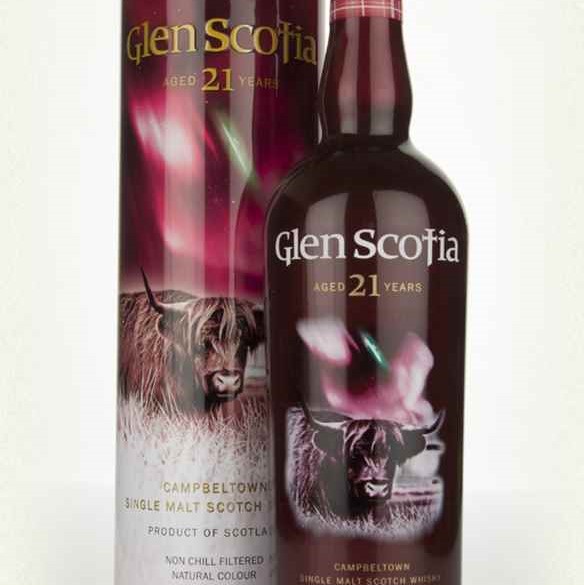 Glen Scotia
AGED 21 YEARS
CAMPBELTOWN
SINGLE MALT SCOTCH
PRODUCT OF
NON CHILL FILTERED
NATURAL COLOUR
Glen Scotia
AGED 21 YEARS
CAMPBELTOWN
SINGLE MALT SCOTCH WHISKY